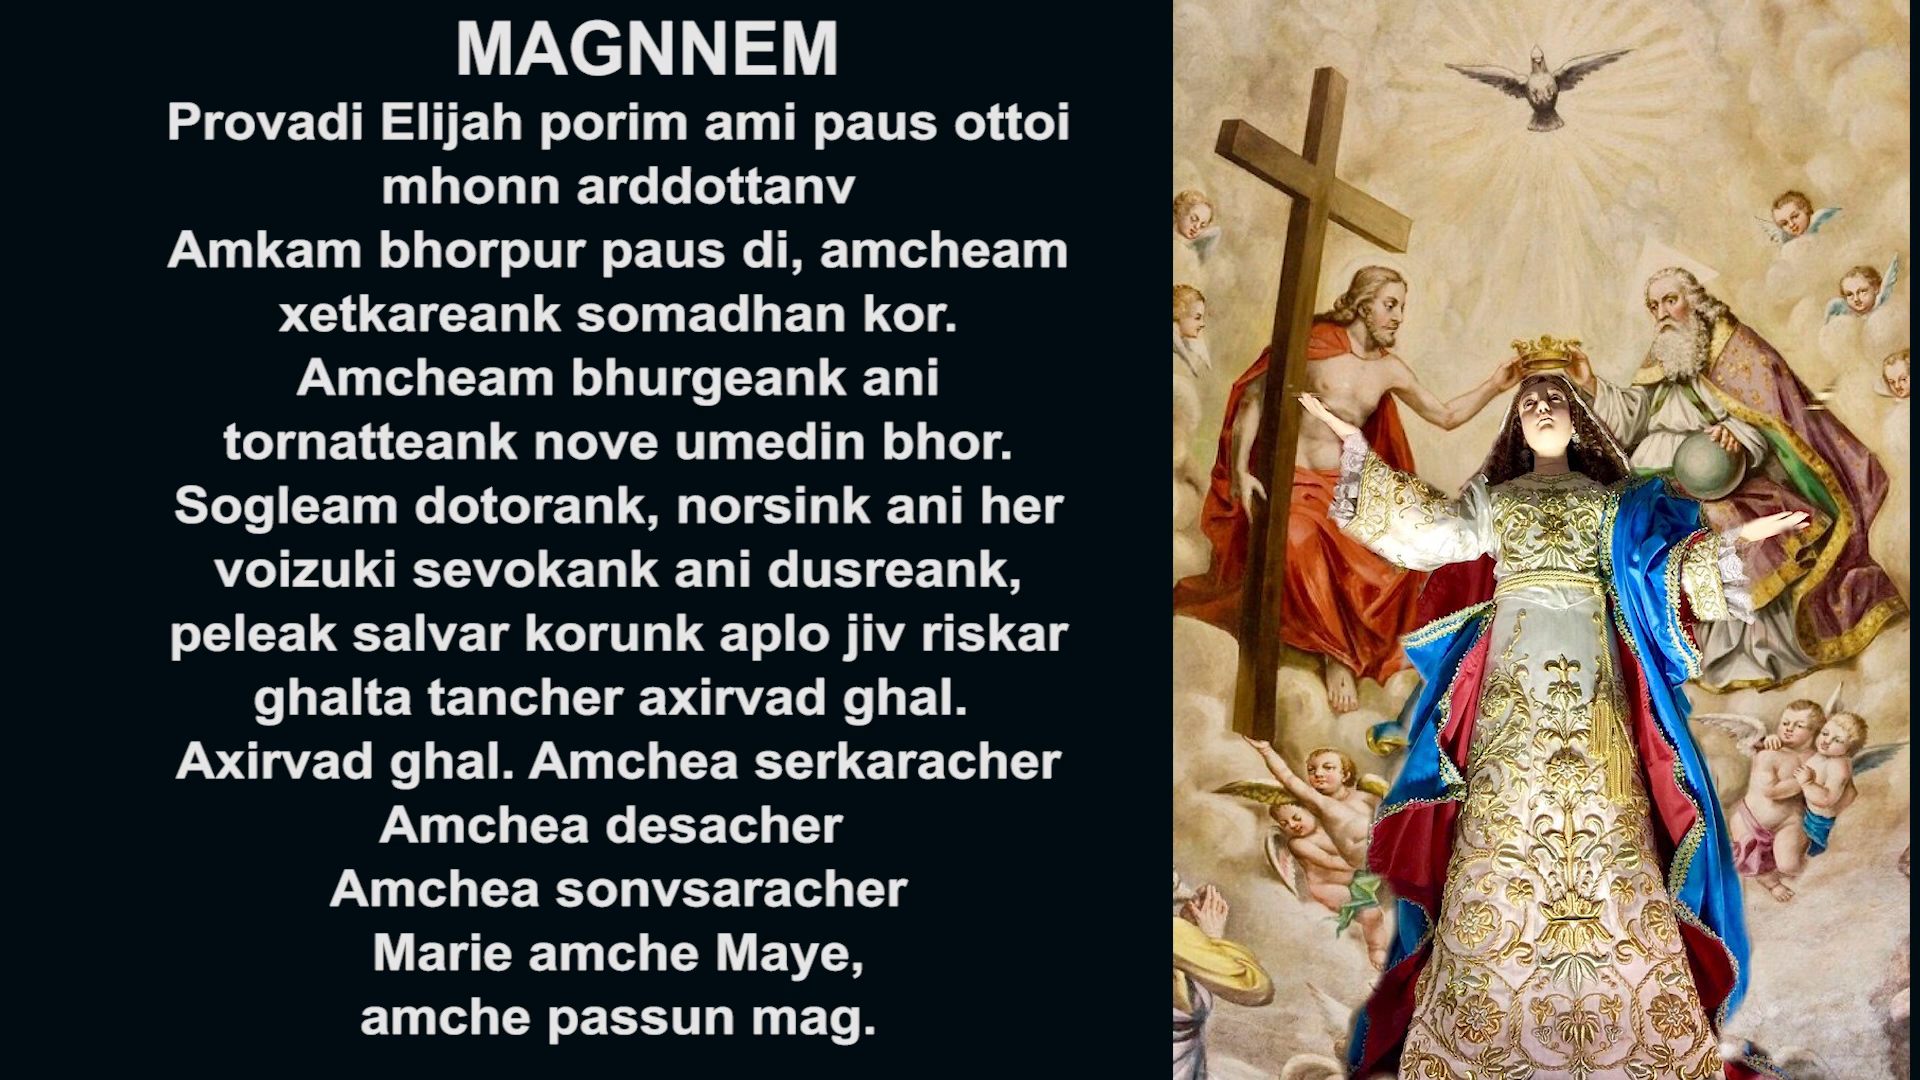 MAGNNEM
Provadi Elijah porim ami paus ottoi
mhonn arddottanv
Amkam bhorpur paus di, amcheam
xetkareank somadhan kor.
Amcheam bhurgeank ani
tornatteank nove umedin bhor.
Sogleam dotorank, norsink ani her
voizuki sevokank ani dusreank,
peleak salvar korunk aplo jiv riskar
ghalta tancher axirvad ghal.
Axirvad ghal. Amchea serkaracher
Amchea desacher
Amchea sonvsaracher
Marie amche Maye,
amche passun mag.